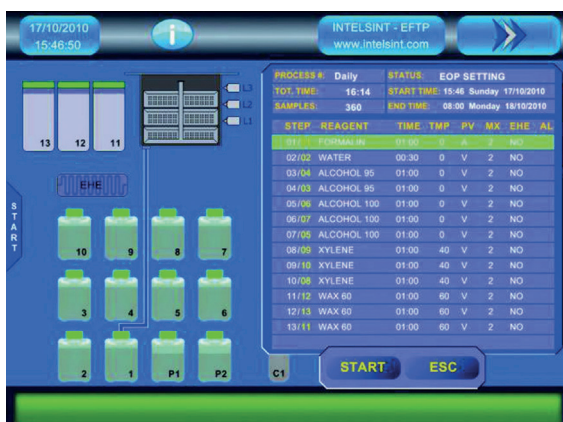 17/10/2010
15:46:50
i
INTELSINT - EFTP
www.intelsint.com
L3
L2
L1
13 12 11
EHE
START
10 9 8 7
3 4 5 6
2 1 P1 P2
C1
PROCESS #: Daily STATUS: EOP SETTING
TOT. TIME: 16:14 START TIME: 15:46 Sunday 17/10/2010
SAMPLES: 360 END TIME: 08:00 Monday 18/10/2010
STEP REAGENT TIME TMP PV MX EHE AL
01/ FORMALIN 01:00 0 A 2 NO
02/02 WATER 00:30 0 V 2 NO
03/04 ALCOHOL 95 01:00 0 V 2 NO
04/03 ALCOHOL 95 01:00 0 V 2 NO
05/06 ALCOHOL 100 01:00 0 V 2 NO
06/07 ALCOHOL 100 01:00 0 V 2 NO
07/05 ALCOHOL 100 01:00 0 V 2 NO
08/09 XYLENE 01:00 40 V 2 NO
09/10 XYLENE 01:00 40 V 2 NO
10/08 XYLENE 01:00 40 V 2 NO
11/12 WAX 60 01:00 60 V 2 NO
12/13 WAX 60 01:00 60 V 2 NO
13/11 WAX 60 01:00 60 V 2 NO
START ESC